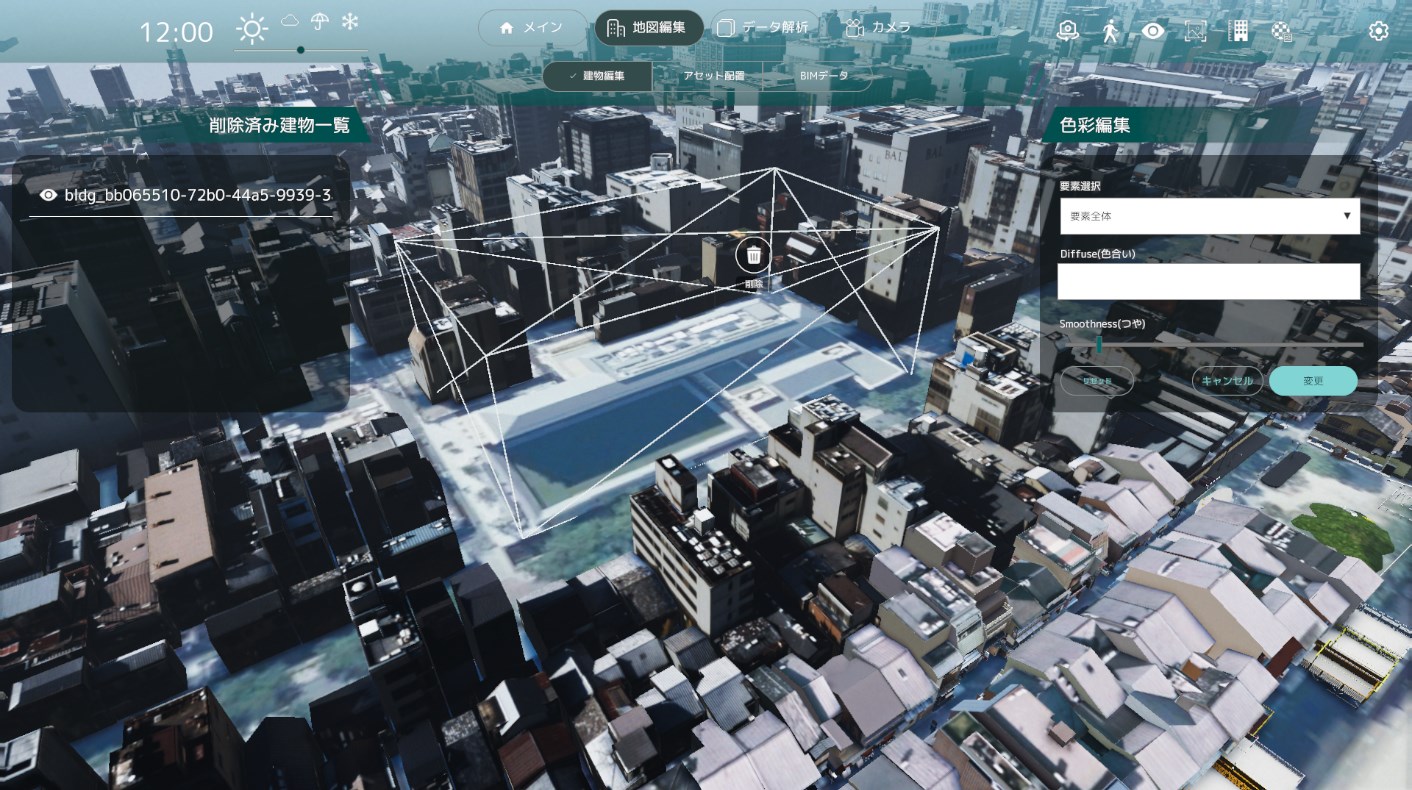 12:00
メイン
地図編集
データ解析
カメラ
✓ 建物編集
アセット配置
BIMデータ
削除済み建物一覧
bldg_bb065510-72b0-44a5-9939-3
削除
色彩編集
要素選択
要素全体
Diffuse(色合い)
Smoothness(つや)
キャンセル
変更
BAL
BAL